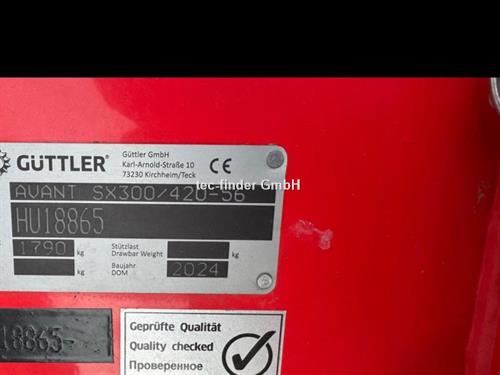 GÜTTLER
Güttler GmbH
Karl-Arnold-Straße 10
73230 Kirchheim/Teck
CE
AVANT SX300/420-56
tec-finder GmbH
HU18865
1790 kg
Stützlast
Drawbar Weight kg
kg
Baujahr
DOM 2024
18865-
Geprüfte Qualität
Quality checked
Проверенное